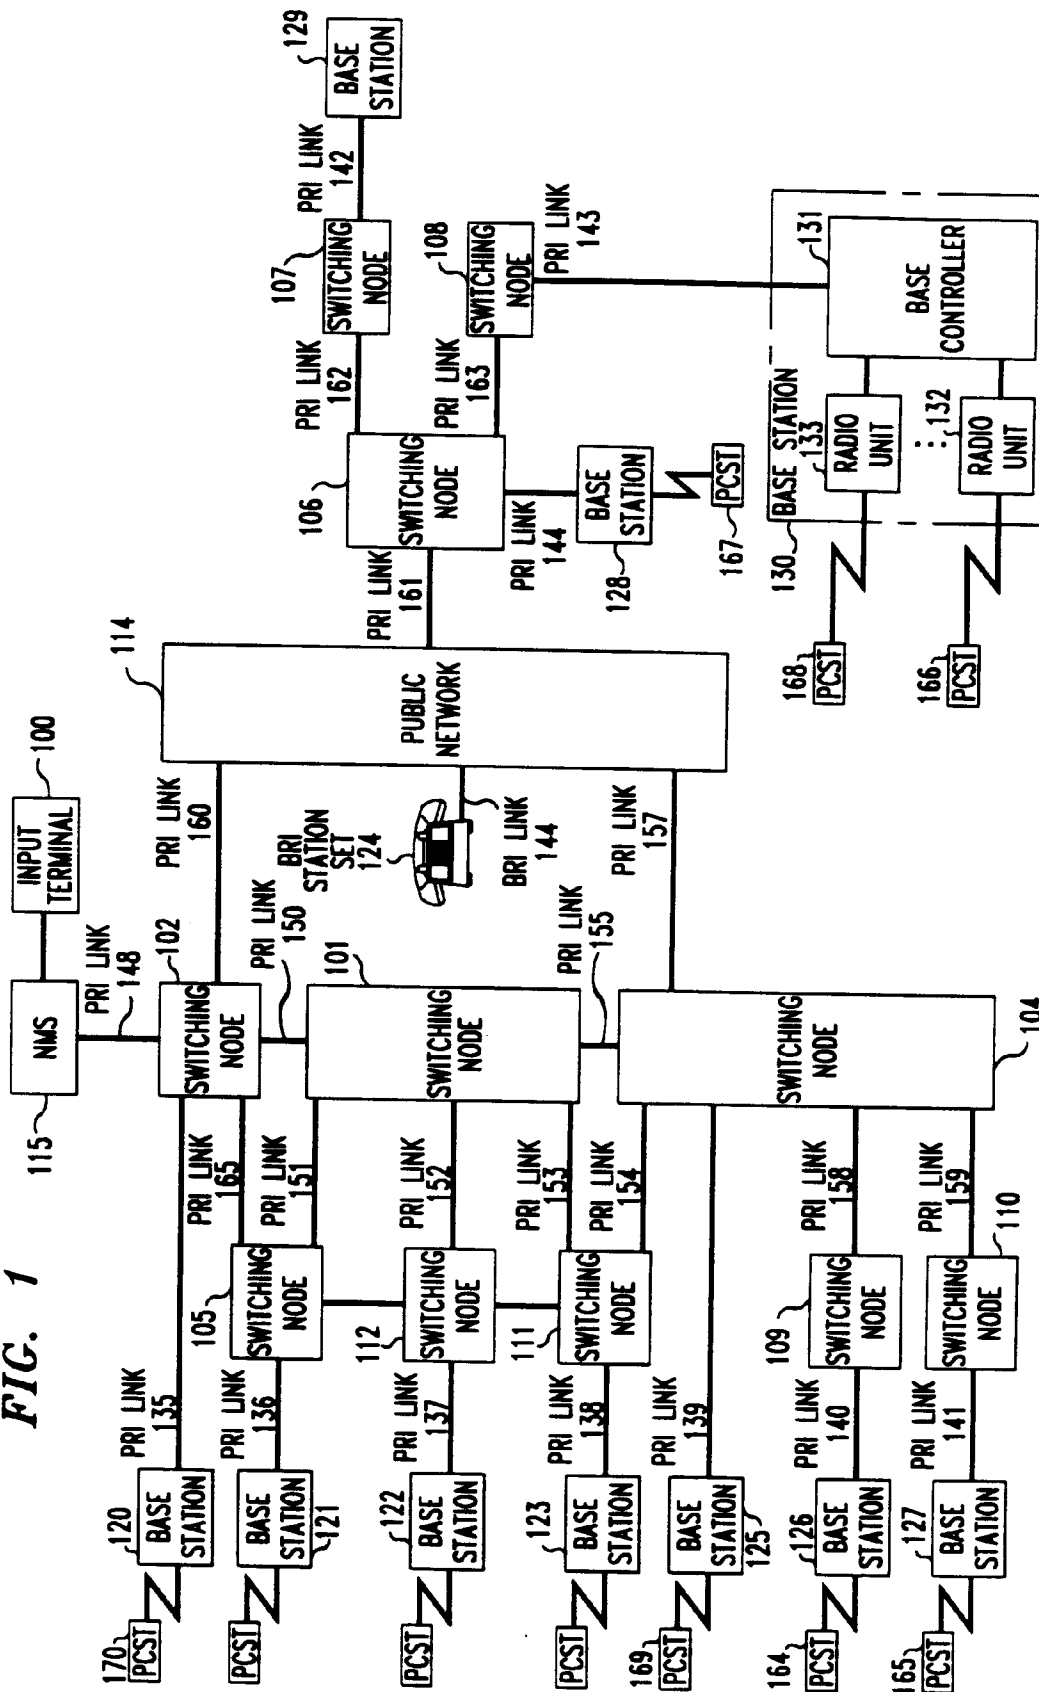 FIG. 1
115
NMS
INPUT
TERMINAL
100
PRI LINK
148
102
SWITCHING
NODE
PRI LINK
160
114
PUBLIC
NETWORK
PRI LINK
161
106
SWITCHING
NODE
PRI LINK
162
107
SWITCHING
NODE
PRI LINK
142
129
BASE
STATION
PRI LINK
163
108
SWITCHING
NODE
PRI LINK
143
PRI LINK
144
BASE
STATION
128
PCST
167
BASE STATION
130
133
RADIO
UNIT
132
RADIO
UNIT
131
BASE
CONTROLLER
168
PCST
166
PCST
BRI
STATION
SET
124
BRI LINK
144
PRI LINK
157
PRI LINK
150
101
SWITCHING
NODE
PRI LINK
155
SWITCHING
NODE
104
170
PCST
120
BASE
STATION
PRI LINK
135
PCST
BASE
STATION
121
PRI LINK
136
105
SWITCHING
NODE
PRI LINK
165
PRI LINK
151
PCST
122
BASE
STATION
PRI LINK
137
112
SWITCHING
NODE
PRI LINK
152
PCST
123
BASE
STATION
PRI LINK
138
111
SWITCHING
NODE
PRI LINK
153
PRI LINK
154
169
PCST
BASE
STATION
125
PRI LINK
139
164
PCST
126
BASE
STATION
PRI LINK
140
109
SWITCHING
NODE
PRI LINK
158
165
PCST
127
BASE
STATION
PRI LINK
141
SWITCHING
NODE
110
PRI LINK
159